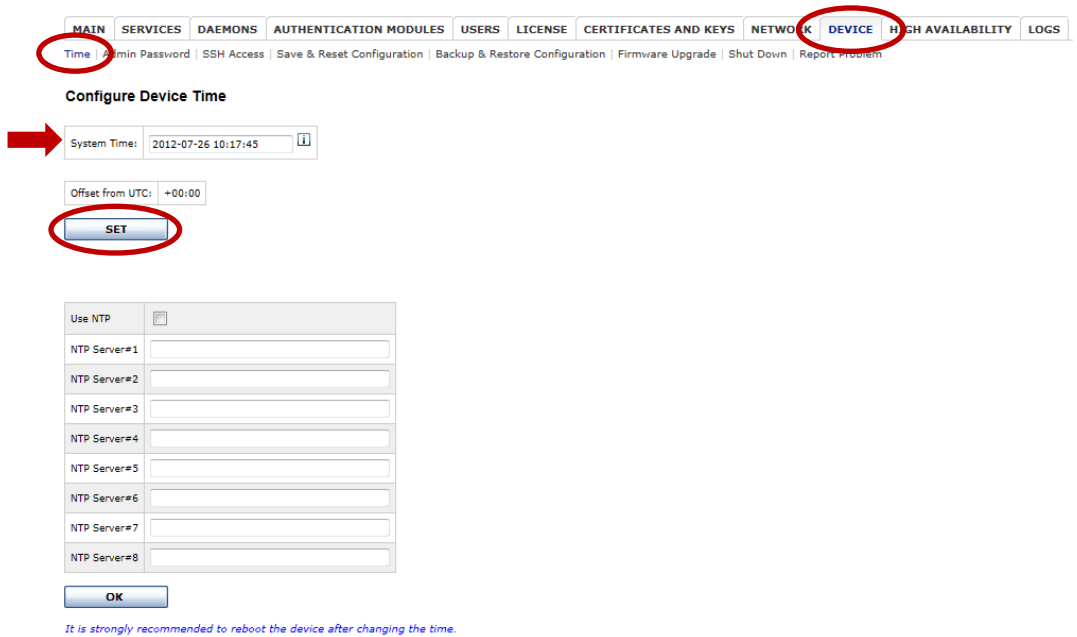 MAIN SERVICES DAEMONS AUTHENTICATION MODULES USERS LICENSE CERTIFICATES AND KEYS NETWORK DEVICE HIGH AVAILABILITY LOGS
Time | Admin Password | SSH Access | Save & Reset Configuration | Backup & Restore Configuration | Firmware Upgrade | Shut Down | Report Problem
Configure Device Time
System Time: 2012-07-26 10:17:45 i
Offset from UTC: +00:00
SET
Use NTP
NTP Server#1
NTP Server#2
NTP Server#3
NTP Server#4
NTP Server#5
NTP Server#6
NTP Server#7
NTP Server#8
OK
It is strongly recommended to reboot the device after changing the time.